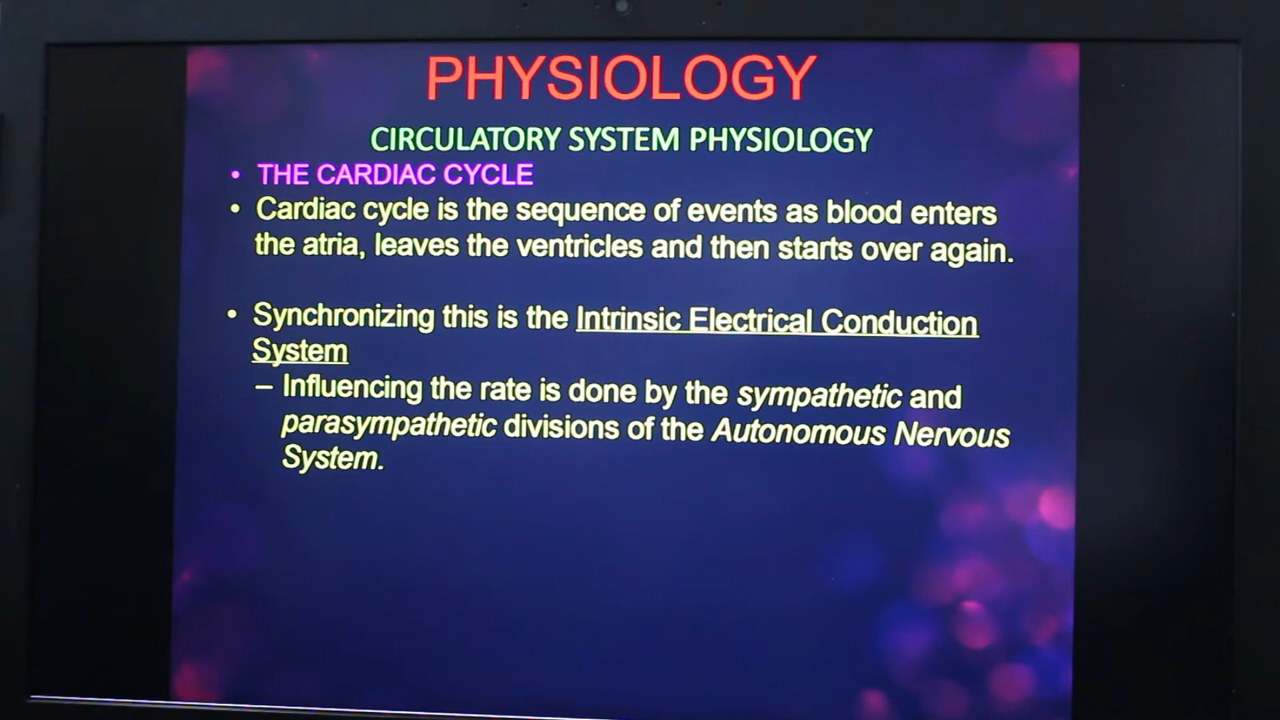 PHYSIOLOGY
CIRCULATORY SYSTEM PHYSIOLOGY
• THE CARDIAC CYCLE
• Cardiac cycle is the sequence of events as blood enters
the atria, leaves the ventricles and then starts over again.
• Synchronizing this is the Intrinsic Electrical Conduction
System
– Influencing the rate is done by the sympathetic and
parasympathetic divisions of the Autonomous Nervous
System.